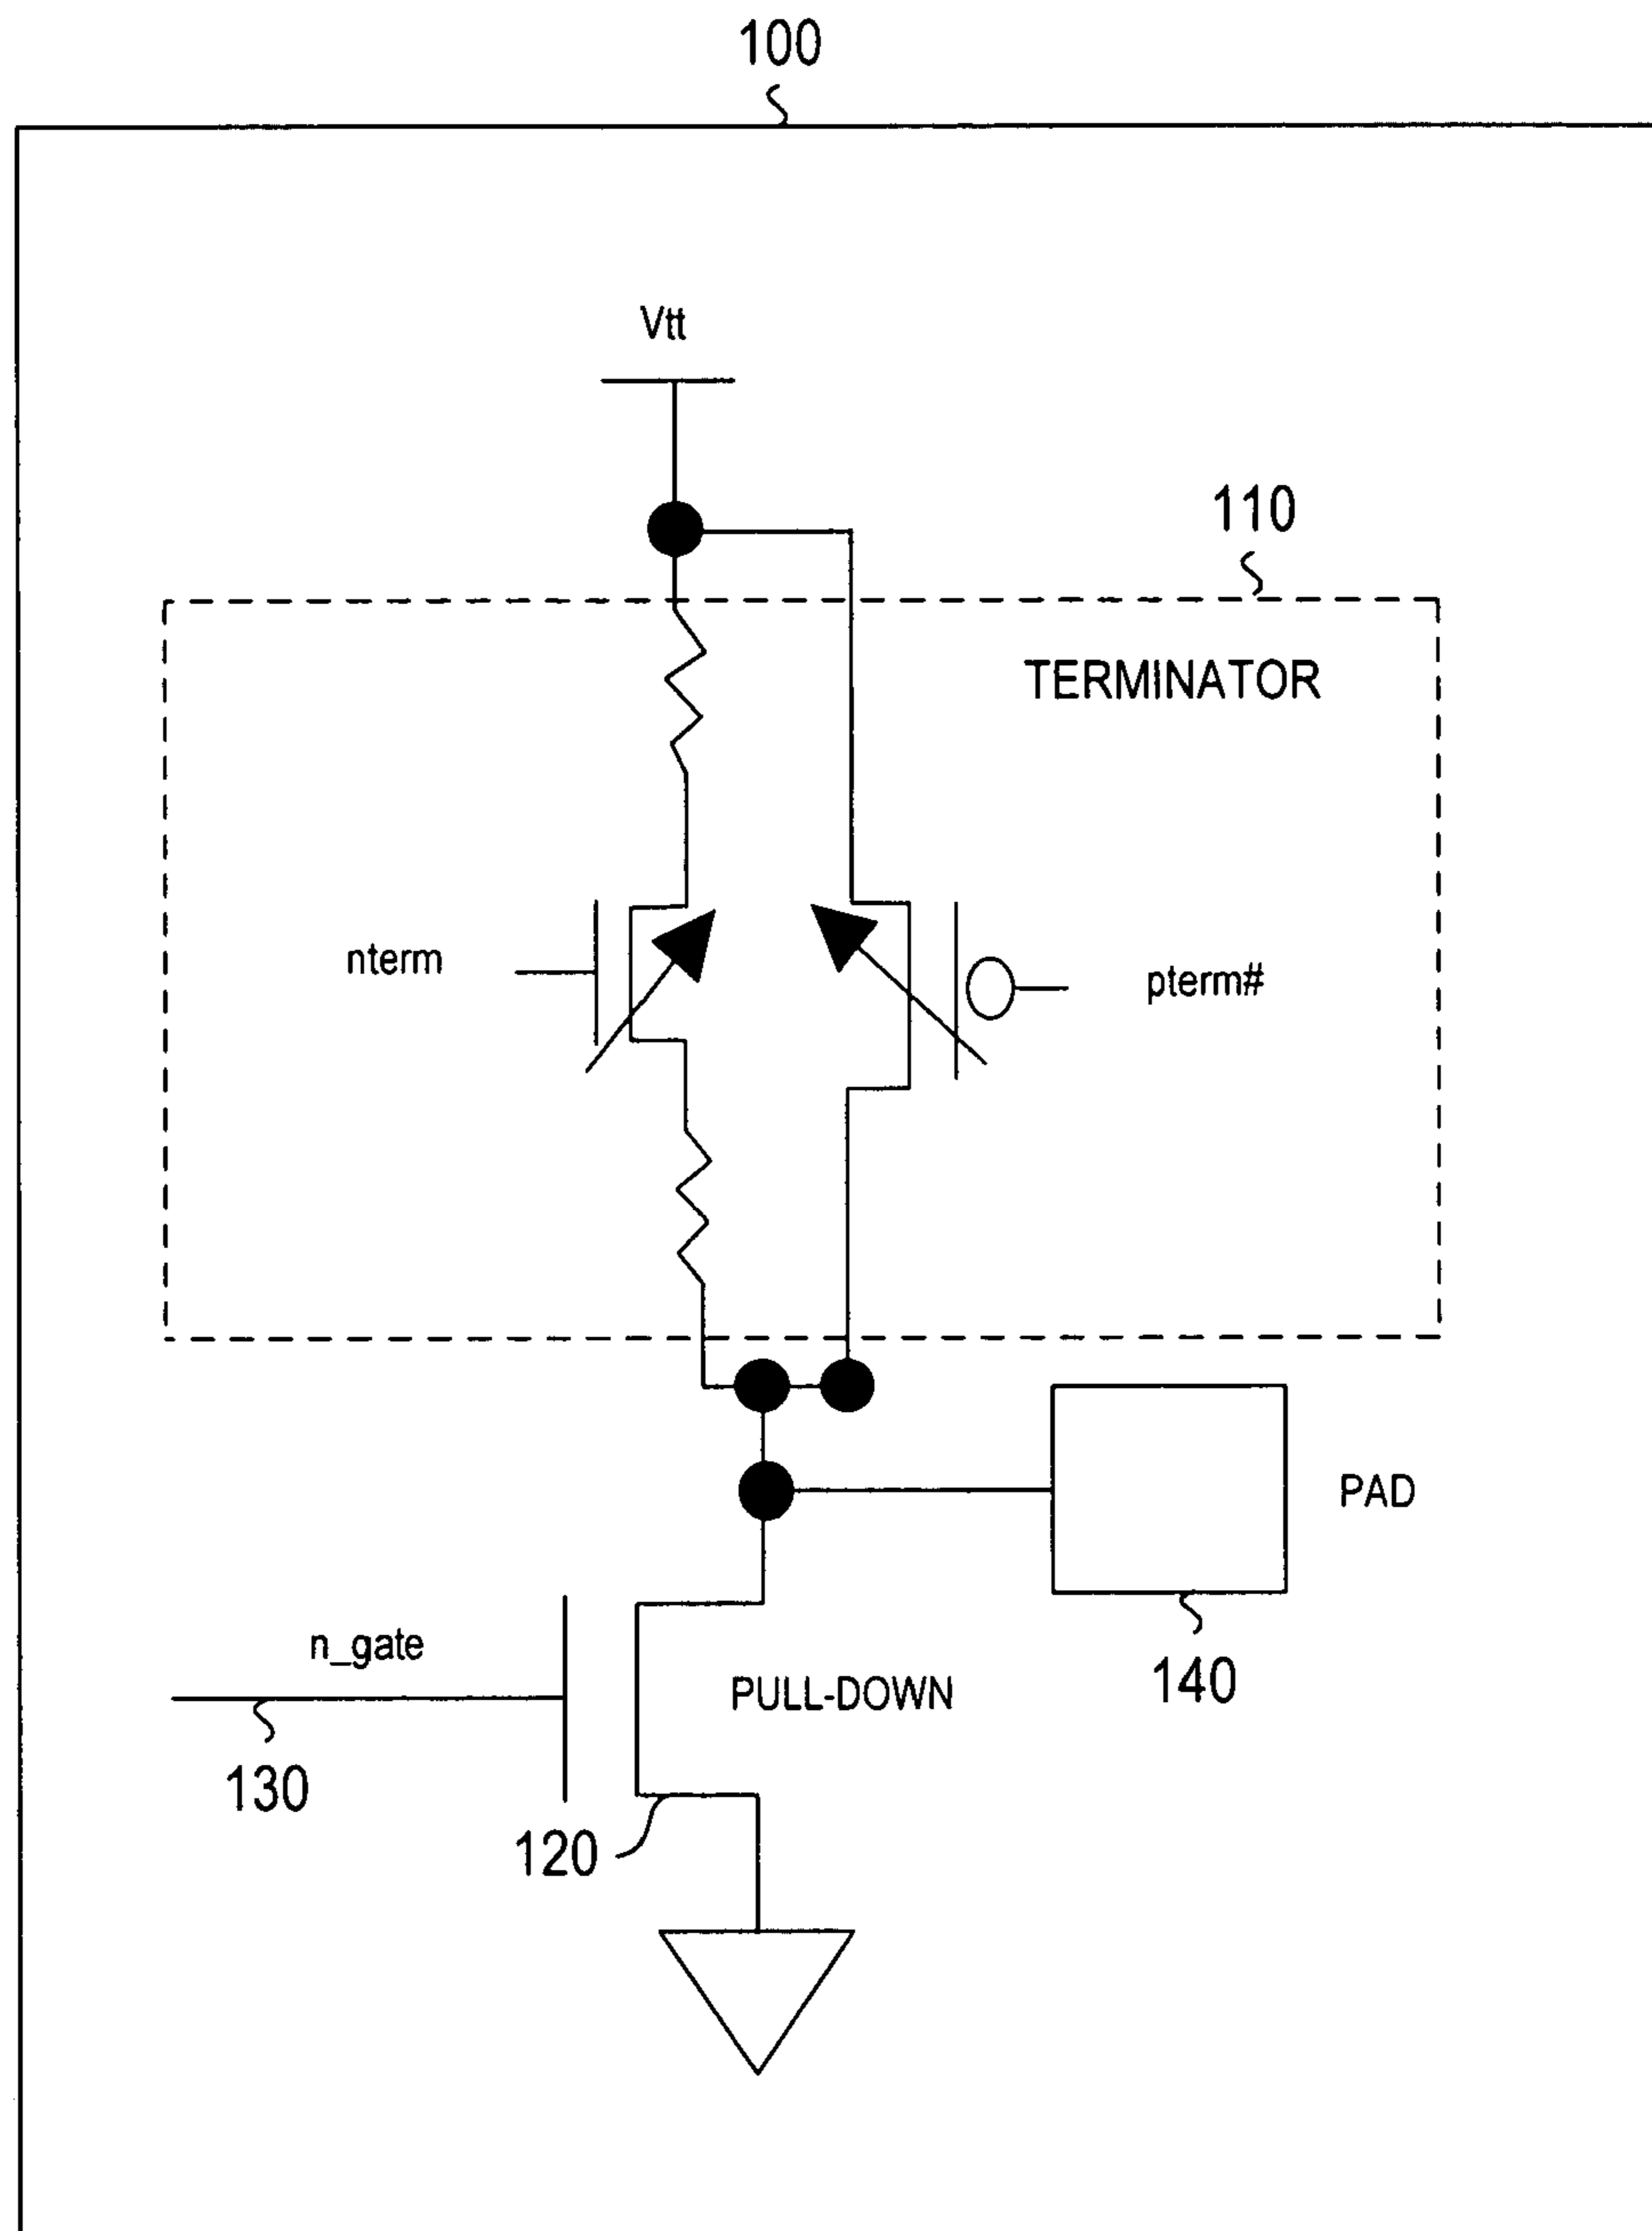 100
Vtt
110
TERMINATOR
nterm
pterm#
PAD
n_gate
PULL-DOWN
140
130
120